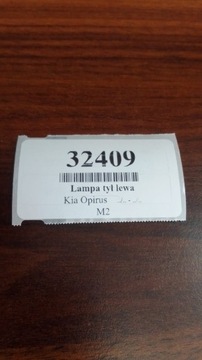 32409
Lampa tył lewa
Kia Opirus
M2